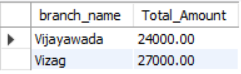 branch_name Total_Amount
Vijayawada 24000.00
Vizag 27000.00